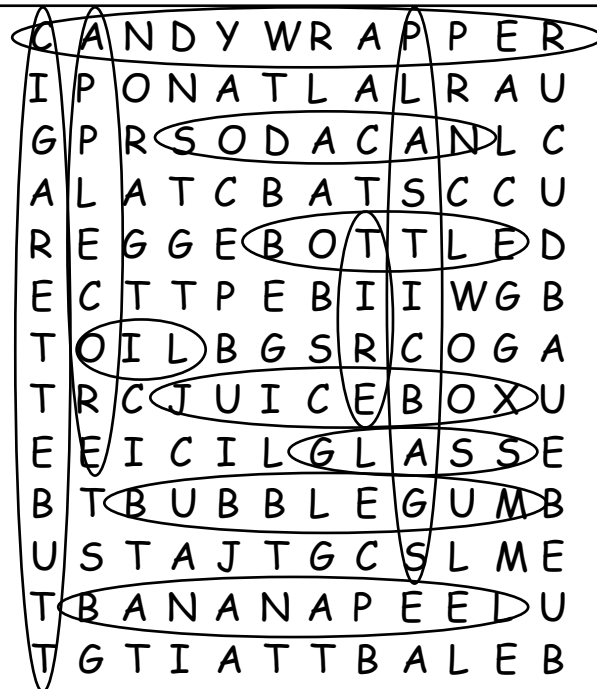 C A N D Y W R A P P E R
I P O N A T L A L R A U
G P R S O D A C A N L C
A L A T C B A T S C C U
R E G G E B O T T L E D
E C T T P E B I I W G B
T O I L B G S R C O G A
T R C J U I C E B O X U
E E I C I L G L A S S E
B T B U B B L E G U M B
U S T A J T G C S L M E
T B A N A N A P E E L U
T G T I A T T B A L E B